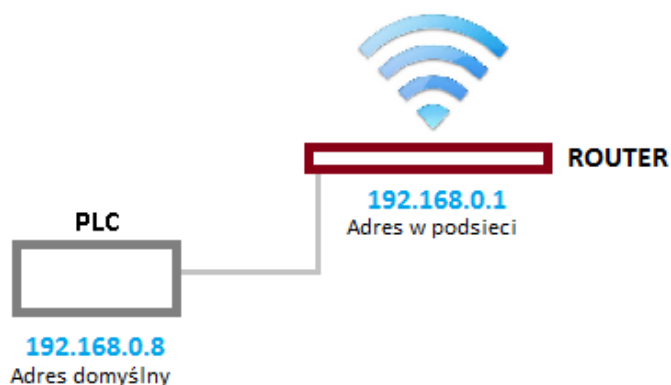 ROUTER
192.168.0.1
Adres w podsieci
PLC
192.168.0.8
Adres domyślny